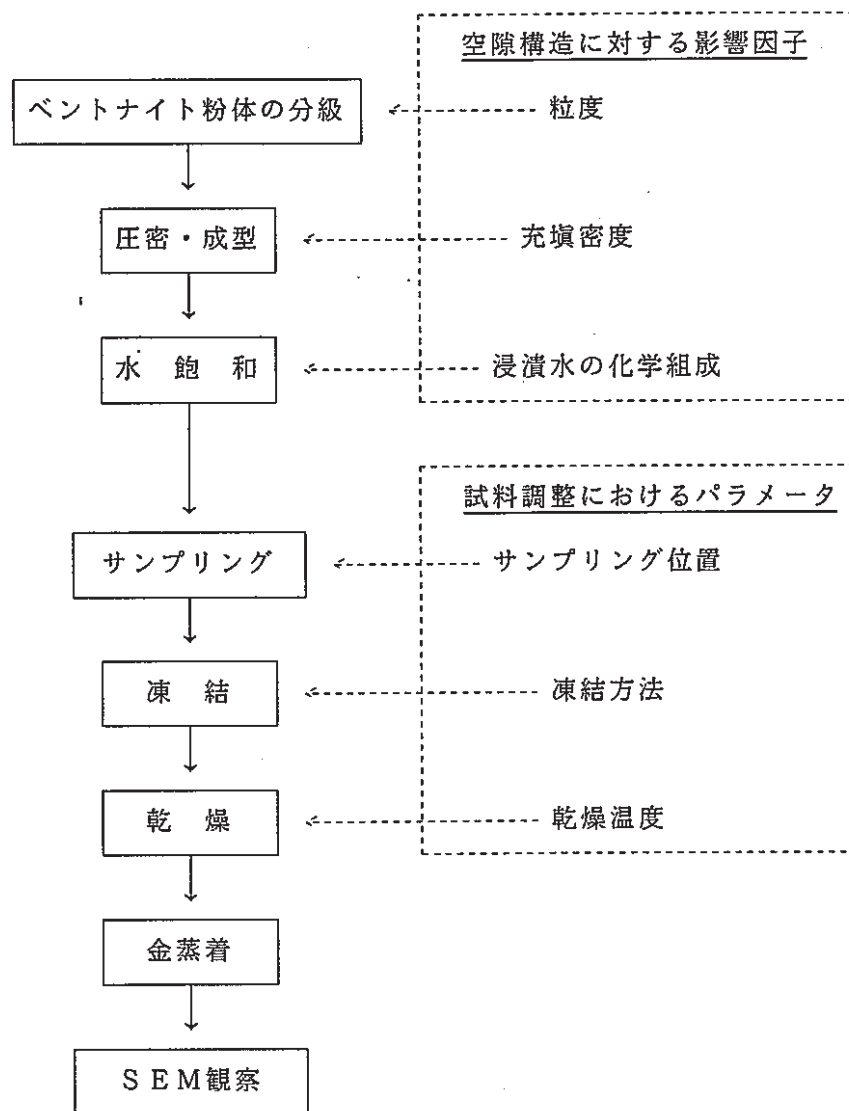 空隙構造に対する影響因子
ベントナイト粉体の分級
粒度
圧密・成型
充塡密度
水 飽 和
浸漬水の化学組成
試料調整におけるパラメータ
サンプリング
サンプリング位置
凍 結
凍結方法
乾 燥
乾燥温度
金蒸着
SEM観察